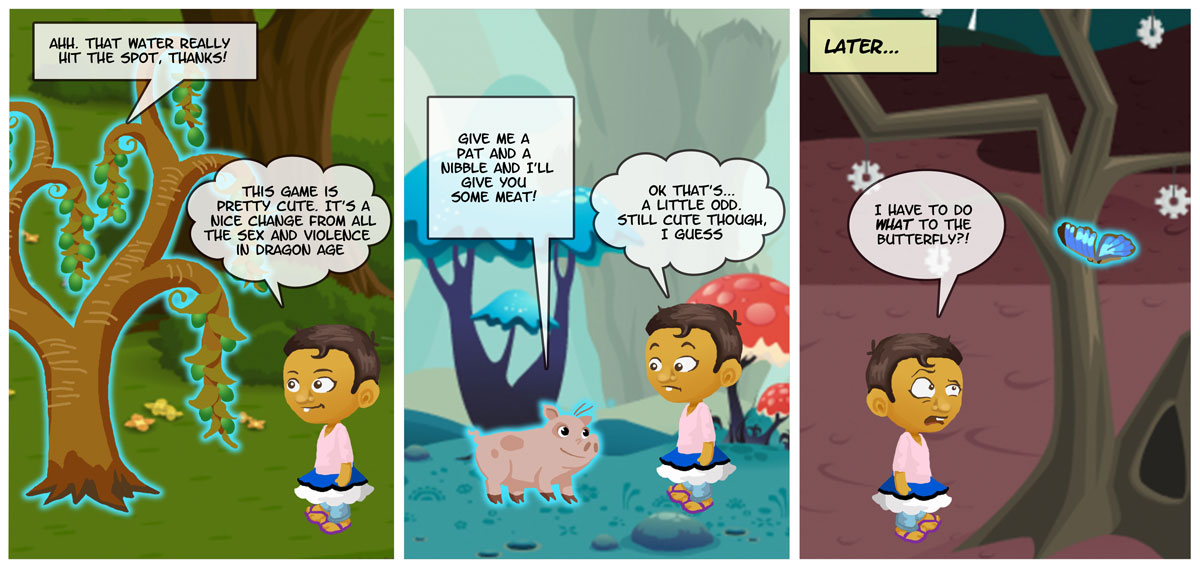 AHH. THAT WATER REALLY
HIT THE SPOT, THANKS!
THIS GAME IS
PRETTY CUTE. IT'S A
NICE CHANGE FROM ALL
THE SEX AND VIOLENCE
IN DRAGON AGE
GIVE ME A
PAT AND A
NIBBLE AND I'LL
GIVE YOU
SOME MEAT!
OK THAT'S...
A LITTLE ODD.
STILL CUTE THOUGH,
I GUESS
LATER...
I HAVE TO DO
WHAT TO THE
BUTTERFLY?!